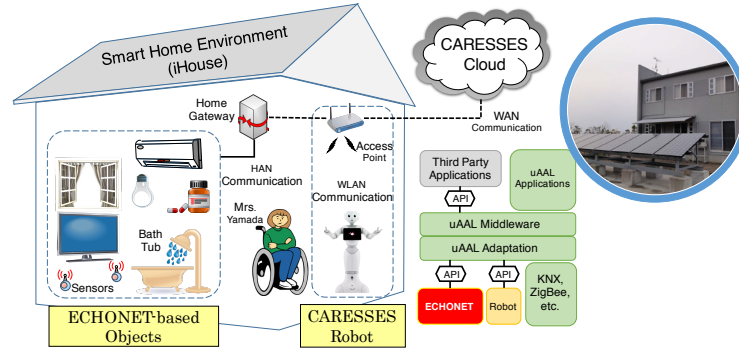 Smart Home Environment
(iHouse)
CARESSES
Cloud
Home
Gateway
WAN
Communication
Access
Point
HAN
Communication
WLAN
Communication
Mrs.
Yamada
Bath
Tub
Sensors
ECHONET-based
Objects
CARESSES
Robot
Third Party
Applications
uAAL
Applications
API
uAAL Middleware
uAAL Adaptation
API
API
ECHONET
Robot
KNX,
ZigBee,
etc.